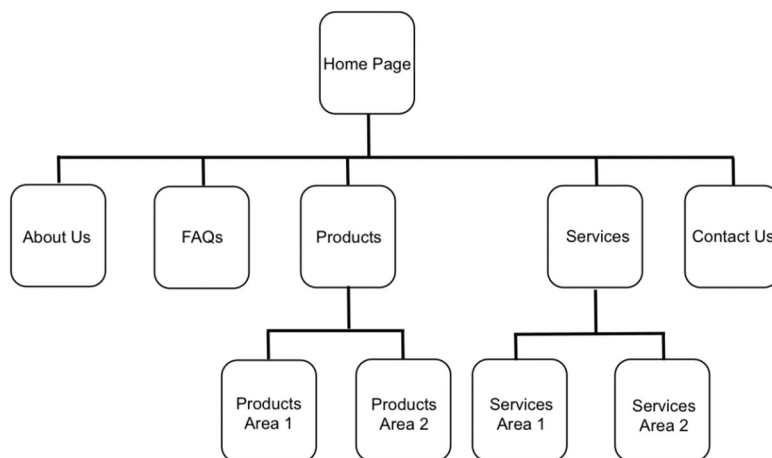 Home Page
About Us
FAQs
Products
Services
Contact Us
Products
Area 1
Products
Area 2
Services
Area 1
Services
Area 2